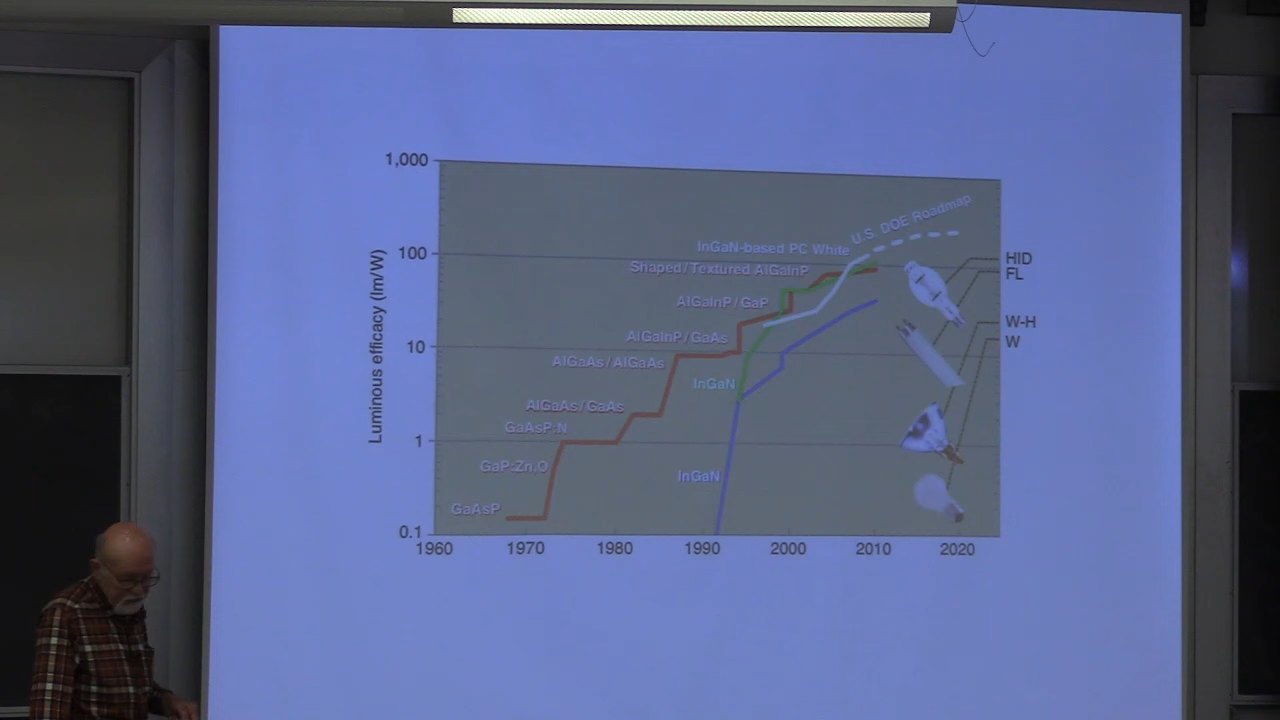 1,000
U.S. DOE Roadmap
InGaN-based PC White
100
HID
Shaped/Textured AlGaInP
FL
AlGaInP/GaP
W-H
AlGaInP/GaAs
W
10
AlGaAs/AlGaAs
InGaN
AlGaAs/GaAs
GaAsP:N
1
GaP:Zn,O
InGaN
GaAsP
0.1
Luminous efficacy (lm/W)
1960 1970 1980 1990 2000 2010 2020